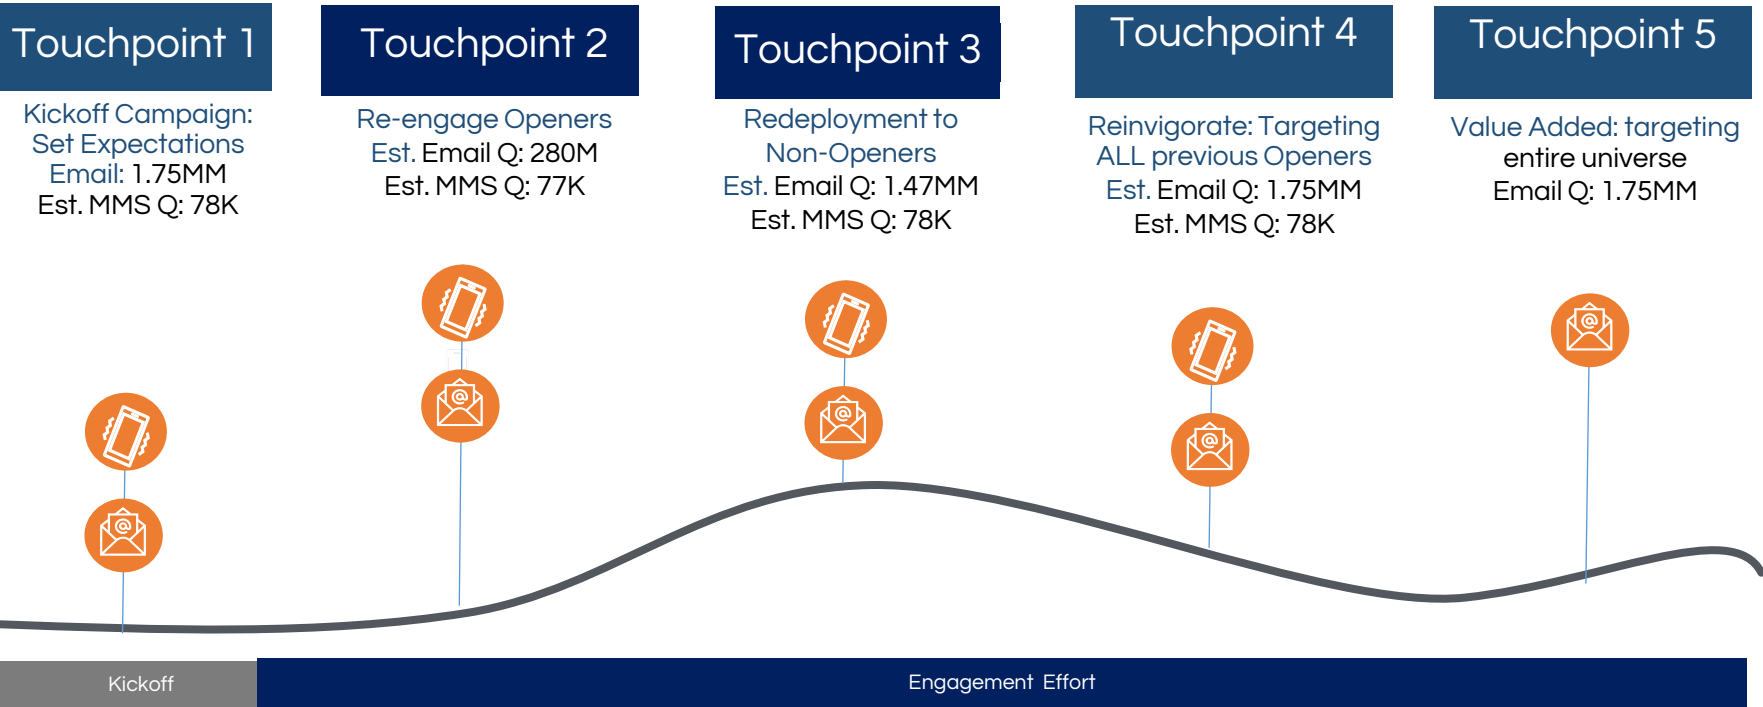 Touchpoint 1
Kickoff Campaign:
Set Expectations
Email: 1.75MM
Est. MMS Q: 78K
Touchpoint 2
Re-engage Openers
Est. Email Q: 280M
Est. MMS Q: 77K
Touchpoint 3
Redeployment to
Non-Openers
Est. Email Q: 1.47MM
Est. MMS Q: 78K
Touchpoint 4
Reinvigorate: Targeting
ALL previous Openers
Est. Email Q: 1.75MM
Est. MMS Q: 78K
Touchpoint 5
Value Added: targeting
entire universe
Email Q: 1.75MM
Kickoff
Engagement Effort